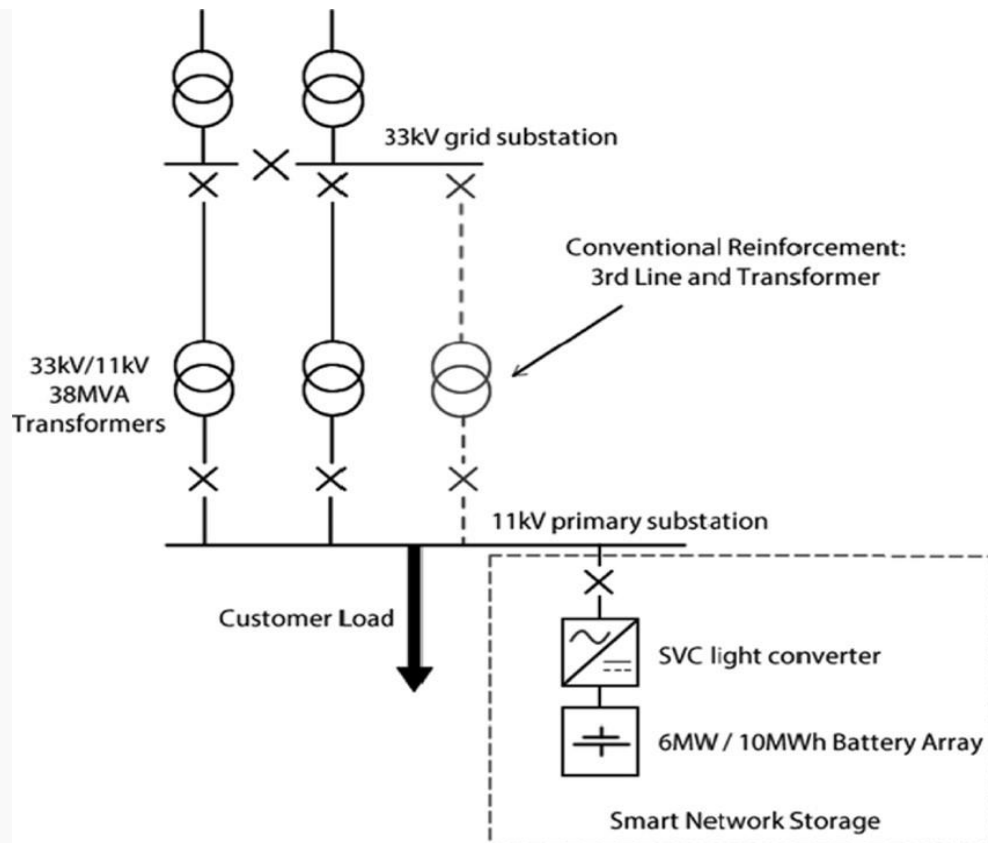 33kV grid substation
Conventional Reinforcement:
3rd Line and Transformer
33kV/11kV
38MVA
Transformers
11kV primary substation
Customer Load
SVC light converter
6MW / 10MWh Battery Array
Smart Network Storage